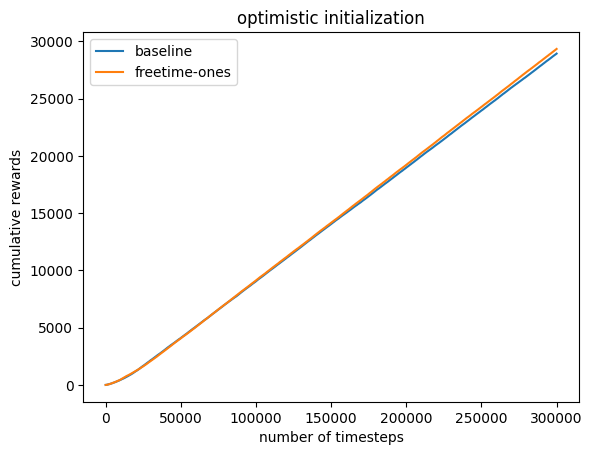 optimistic initialization
baseline
freetime-ones
30000
25000
20000
15000
10000
5000
0
cumulative rewards
0
50000
100000
150000
200000
250000
300000
number of timesteps